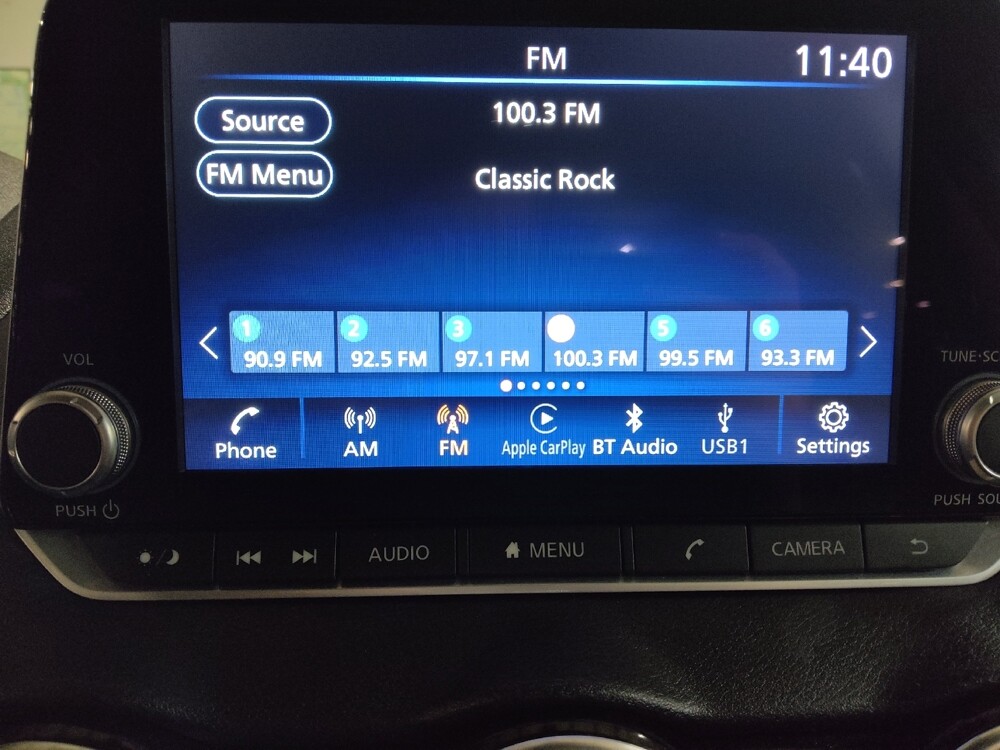 FM
11:40
Source
100.3 FM
FM Menu
Classic Rock
1 2 3 5 6
90.9 FM 92.5 FM 97.1 FM 100.3 FM 99.5 FM 93.3 FM
Phone AM FM Apple CarPlay BT Audio USB1 Settings
VOL
TUNE·SC
PUSH
PUSH SOU
AUDIO MENU CAMERA